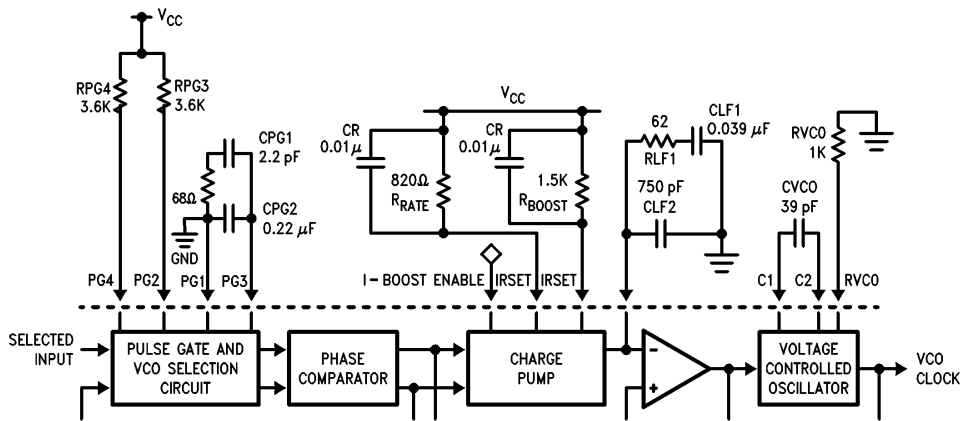 VCC
RPG4
3.6K
RPG3
3.6K
CPG1
2.2 pF
68Ω
CPG2
0.22 μF
GND
VCC
CR
0.01μ
820Ω
RRATE
CR
0.01μ
1.5K
RBOOST
62
RLF1
CLF1
0.039 μF
750 pF
CLF2
RVCO
1K
CVCO
39 pF
PG4
PG2
PG1
PG3
I-BOOST ENABLE
IRSET
IRSET
C1
C2
RVCO
SELECTED
INPUT
PULSE GATE AND
VCO SELECTION
CIRCUIT
PHASE
COMPARATOR
CHARGE
PUMP
−
+
VOLTAGE
CONTROLLED
OSCILLATOR
VCO
CLOCK